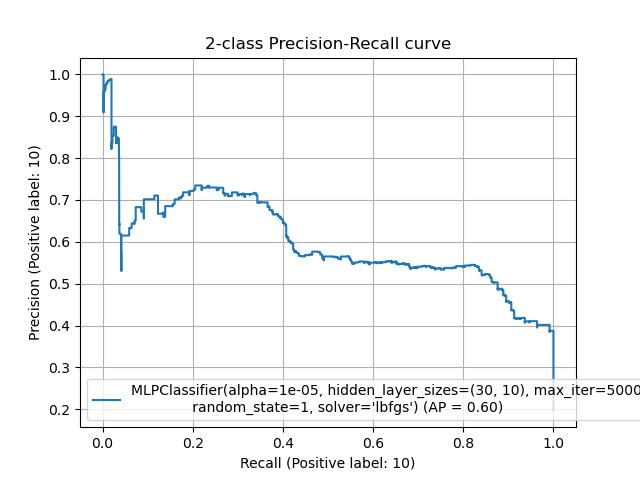 2-class Precision-Recall curve
Precision (Positive label: 10)
1.0
0.9
0.8
0.7
0.6
0.5
0.4
0.3
0.2
MLPClassifier(alpha=1e-05, hidden_layer_sizes=(30, 10), max_iter=5000
random_state=1, solver='lbfgs') (AP = 0.60)
0.0 0.2 0.4 0.6 0.8 1.0
Recall (Positive label: 10)